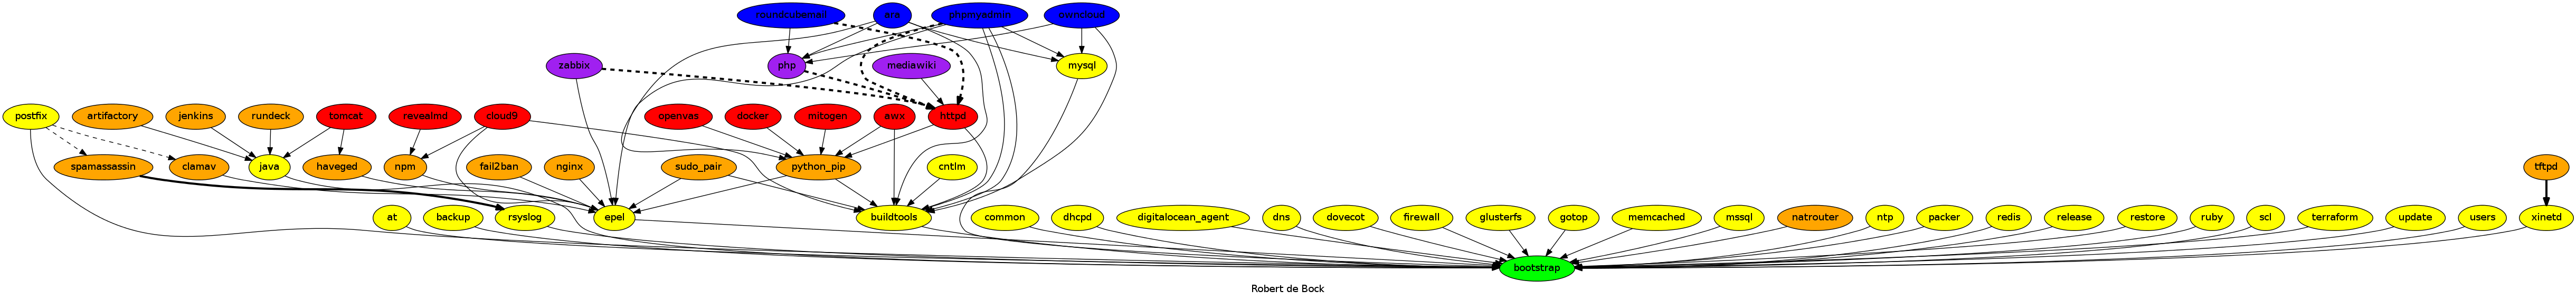 roundcubemail ara phpmyadmin owncloud
zabbix php mediawiki mysql
postfix artifactory jenkins rundeck tomcat revealmd cloud9 openvas docker mitogen awx httpd
spamassassin clamav java haveged npm fail2ban nginx sudo_pair python_pip cntlm tftpd
at backup rsyslog epel buildtools common dhcpd digitalocean_agent dns dovecot firewall glusterfs gotop memcached mssql natrouter ntp packer redis release restore ruby scl terraform update users xinetd
bootstrap
Robert de Bock